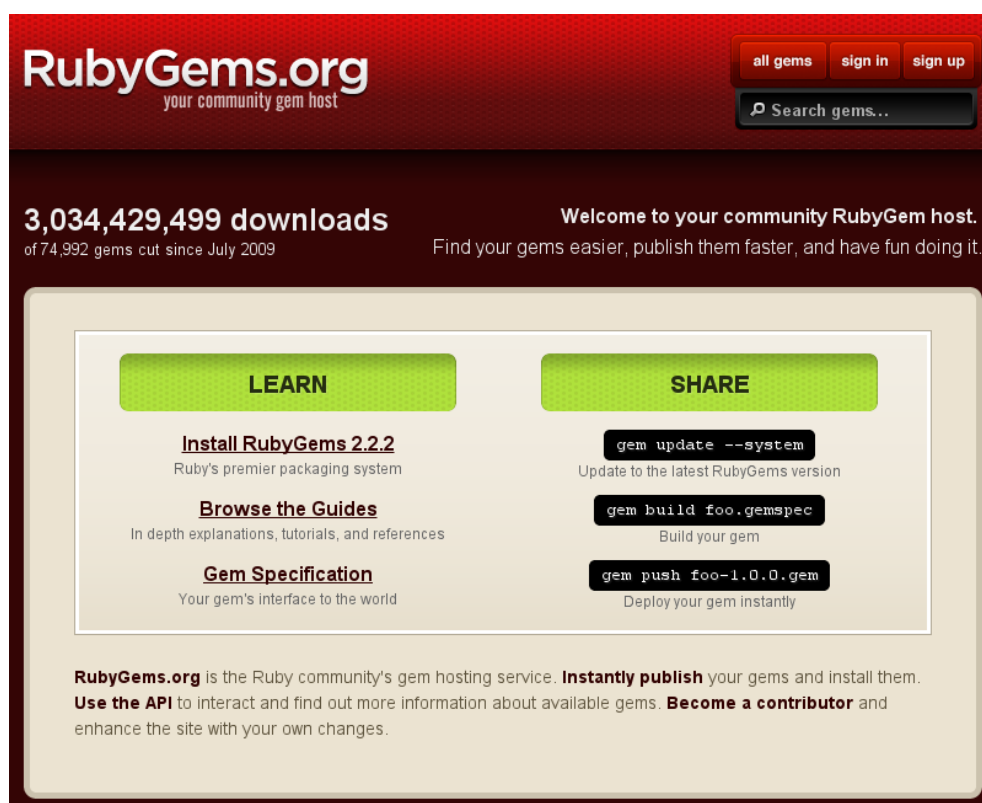 RubyGems.org
your community gem host
all gems sign in sign up
Search gems...
3,034,429,499 downloads
of 74,992 gems cut since July 2009
Welcome to your community RubyGem host.
Find your gems easier, publish them faster, and have fun doing it.
LEARN
Install RubyGems 2.2.2
Ruby's premier packaging system
Browse the Guides
In depth explanations, tutorials, and references
Gem Specification
Your gem's interface to the world
SHARE
gem update --system
Update to the latest RubyGems version
gem build foo.gemspec
Build your gem
gem push foo-1.0.0.gem
Deploy your gem instantly
RubyGems.org is the Ruby community's gem hosting service. Instantly publish your gems and install them.
Use the API to interact and find out more information about available gems. Become a contributor and
enhance the site with your own changes.